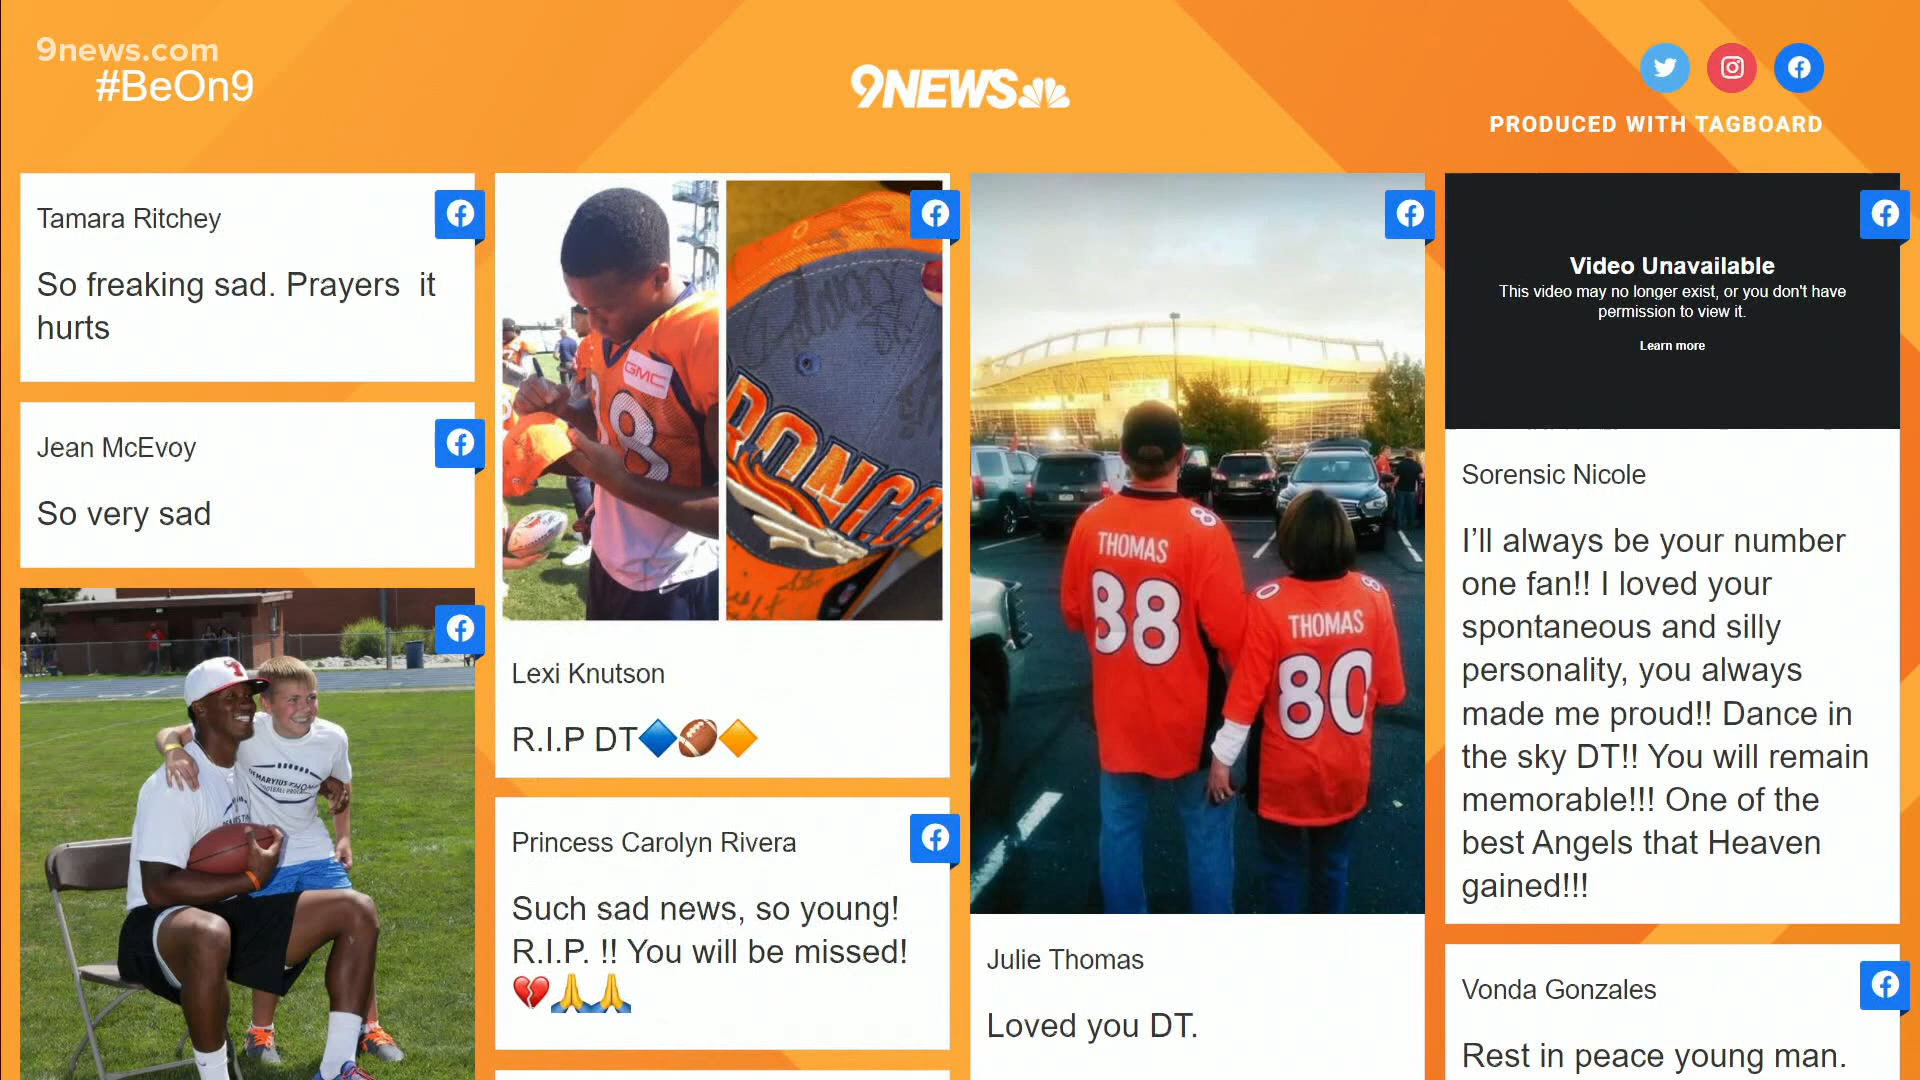 9news.com
#BeOn9
9NEWS
PRODUCED WITH TAGBOARD
Tamara Ritchey
So freaking sad. Prayers it
hurts
Jean McEvoy
So very sad
GMC
88
BRONCOS
Lexi Knutson
R.I.P DT🔷🏈🔶
Princess Carolyn Rivera
Such sad news, so young!
R.I.P. !! You will be missed!
💔🙏🙏
THOMAS
88
THOMAS
80
Julie Thomas
Loved you DT.
Video Unavailable
This video may no longer exist, or you don't have
permission to view it.
Learn more
Sorensic Nicole
I’ll always be your number
one fan!! I loved your
spontaneous and silly
personality, you always
made me proud!! Dance in
the sky DT!! You will remain
memorable!!! One of the
best Angels that Heaven
gained!!!
Vonda Gonzales
Rest in peace young man.